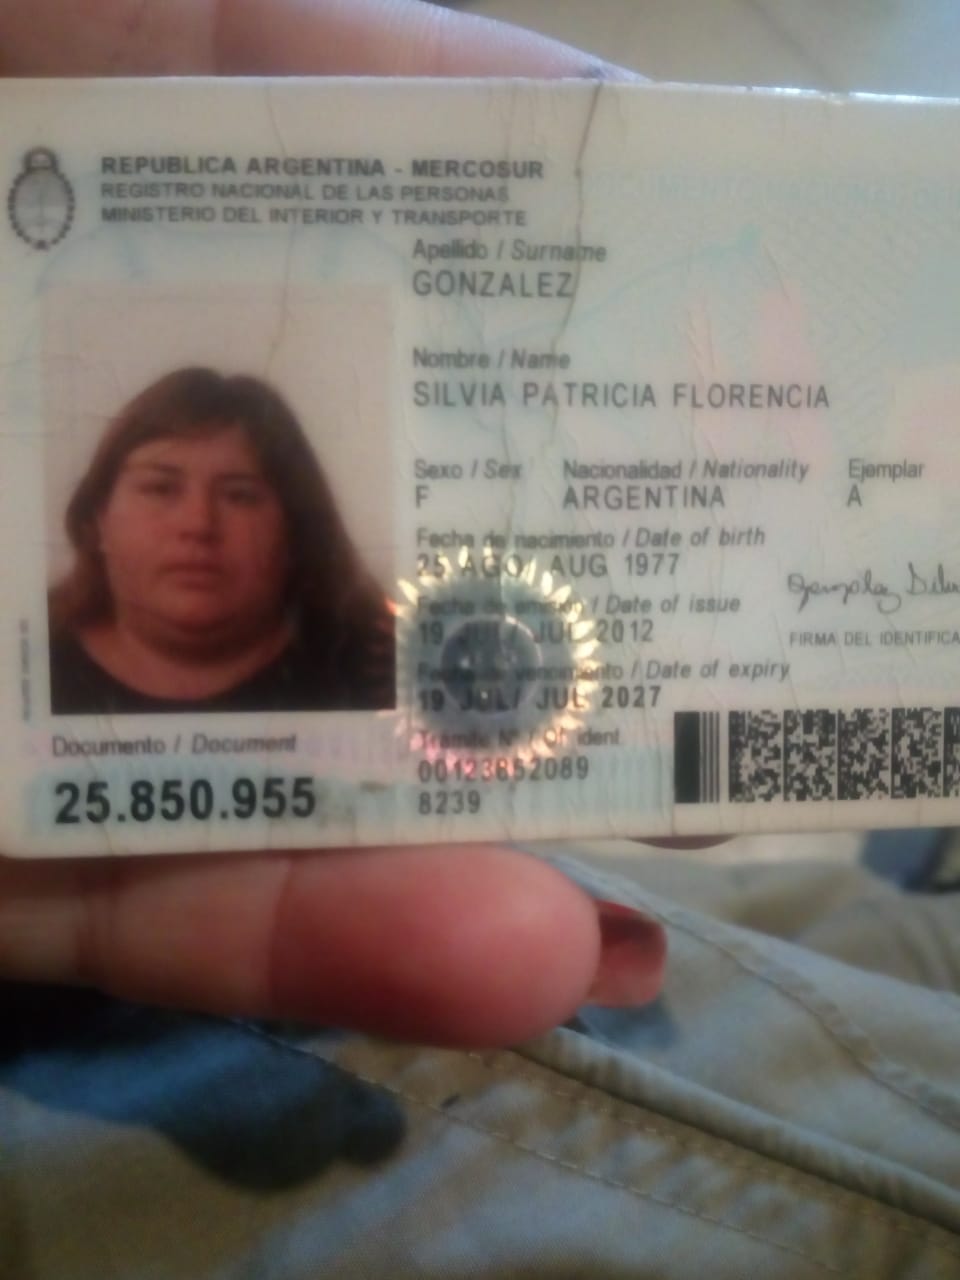 REPUBLICA ARGENTINA - MERCOSUR
REGISTRO NACIONAL DE LAS PERSONAS
MINISTERIO DEL INTERIOR Y TRANSPORTE
Apellido / Surname
GONZALEZ
Nombre / Name
SILVIA PATRICIA FLORENCIA
Sexo / Sex Nacionalidad / Nationality Ejemplar
F ARGENTINA A
Fecha de nacimiento / Date of birth
25 AGO/ AUG 1977
Fecha de emisión / Date of issue
19 JUL/ JUL 2012
FIRMA DEL IDENTIFICA
Fecha de vencimiento / Date of expiry
19 JUL/ JUL 2027
Documento / Document
25.850.955
Trámite Nº / Of. ident
00123852089
8239